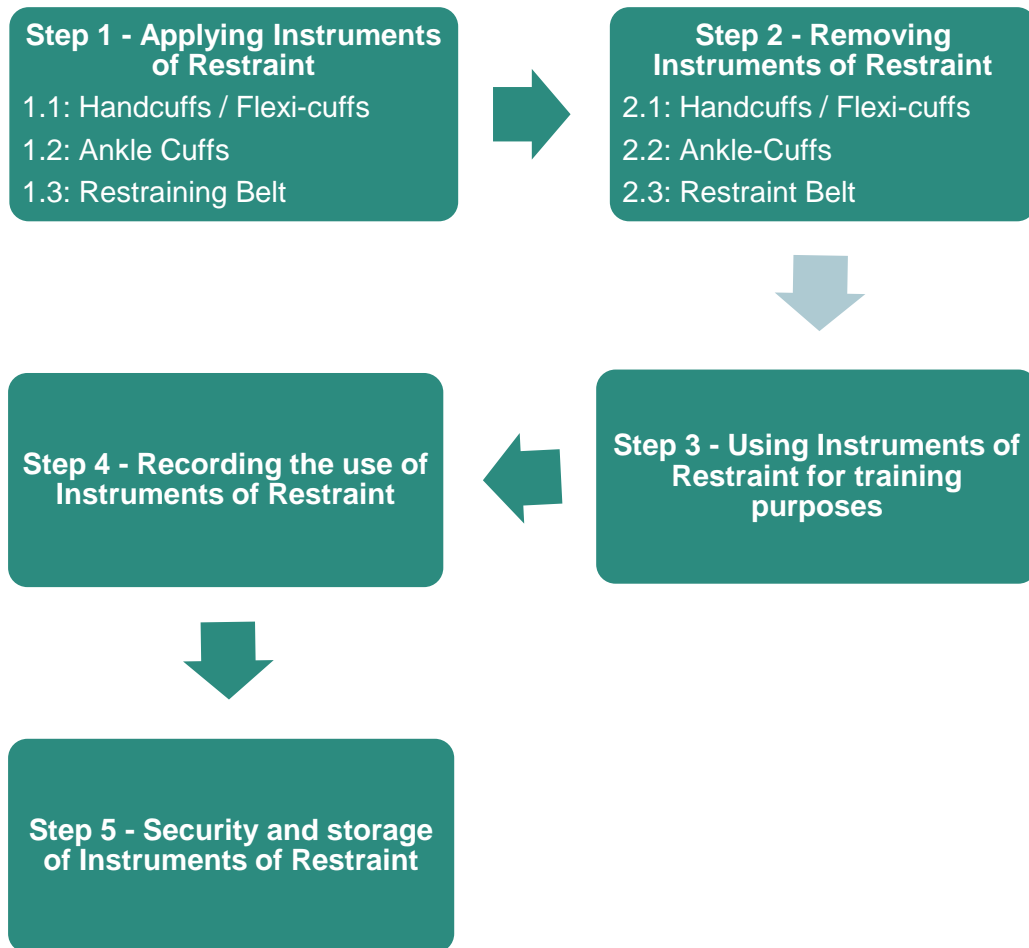 Step 1 - Applying Instruments
of Restraint
1.1: Handcuffs / Flexi-cuffs
1.2: Ankle Cuffs
1.3: Restraining Belt
Step 2 - Removing
Instruments of Restraint
2.1: Handcuffs / Flexi-cuffs
2.2: Ankle-Cuffs
2.3: Restraint Belt
Step 3 - Using Instruments of
Restraint for training
purposes
Step 4 - Recording the use of
Instruments of Restraint
Step 5 - Security and storage
of Instruments of Restraint